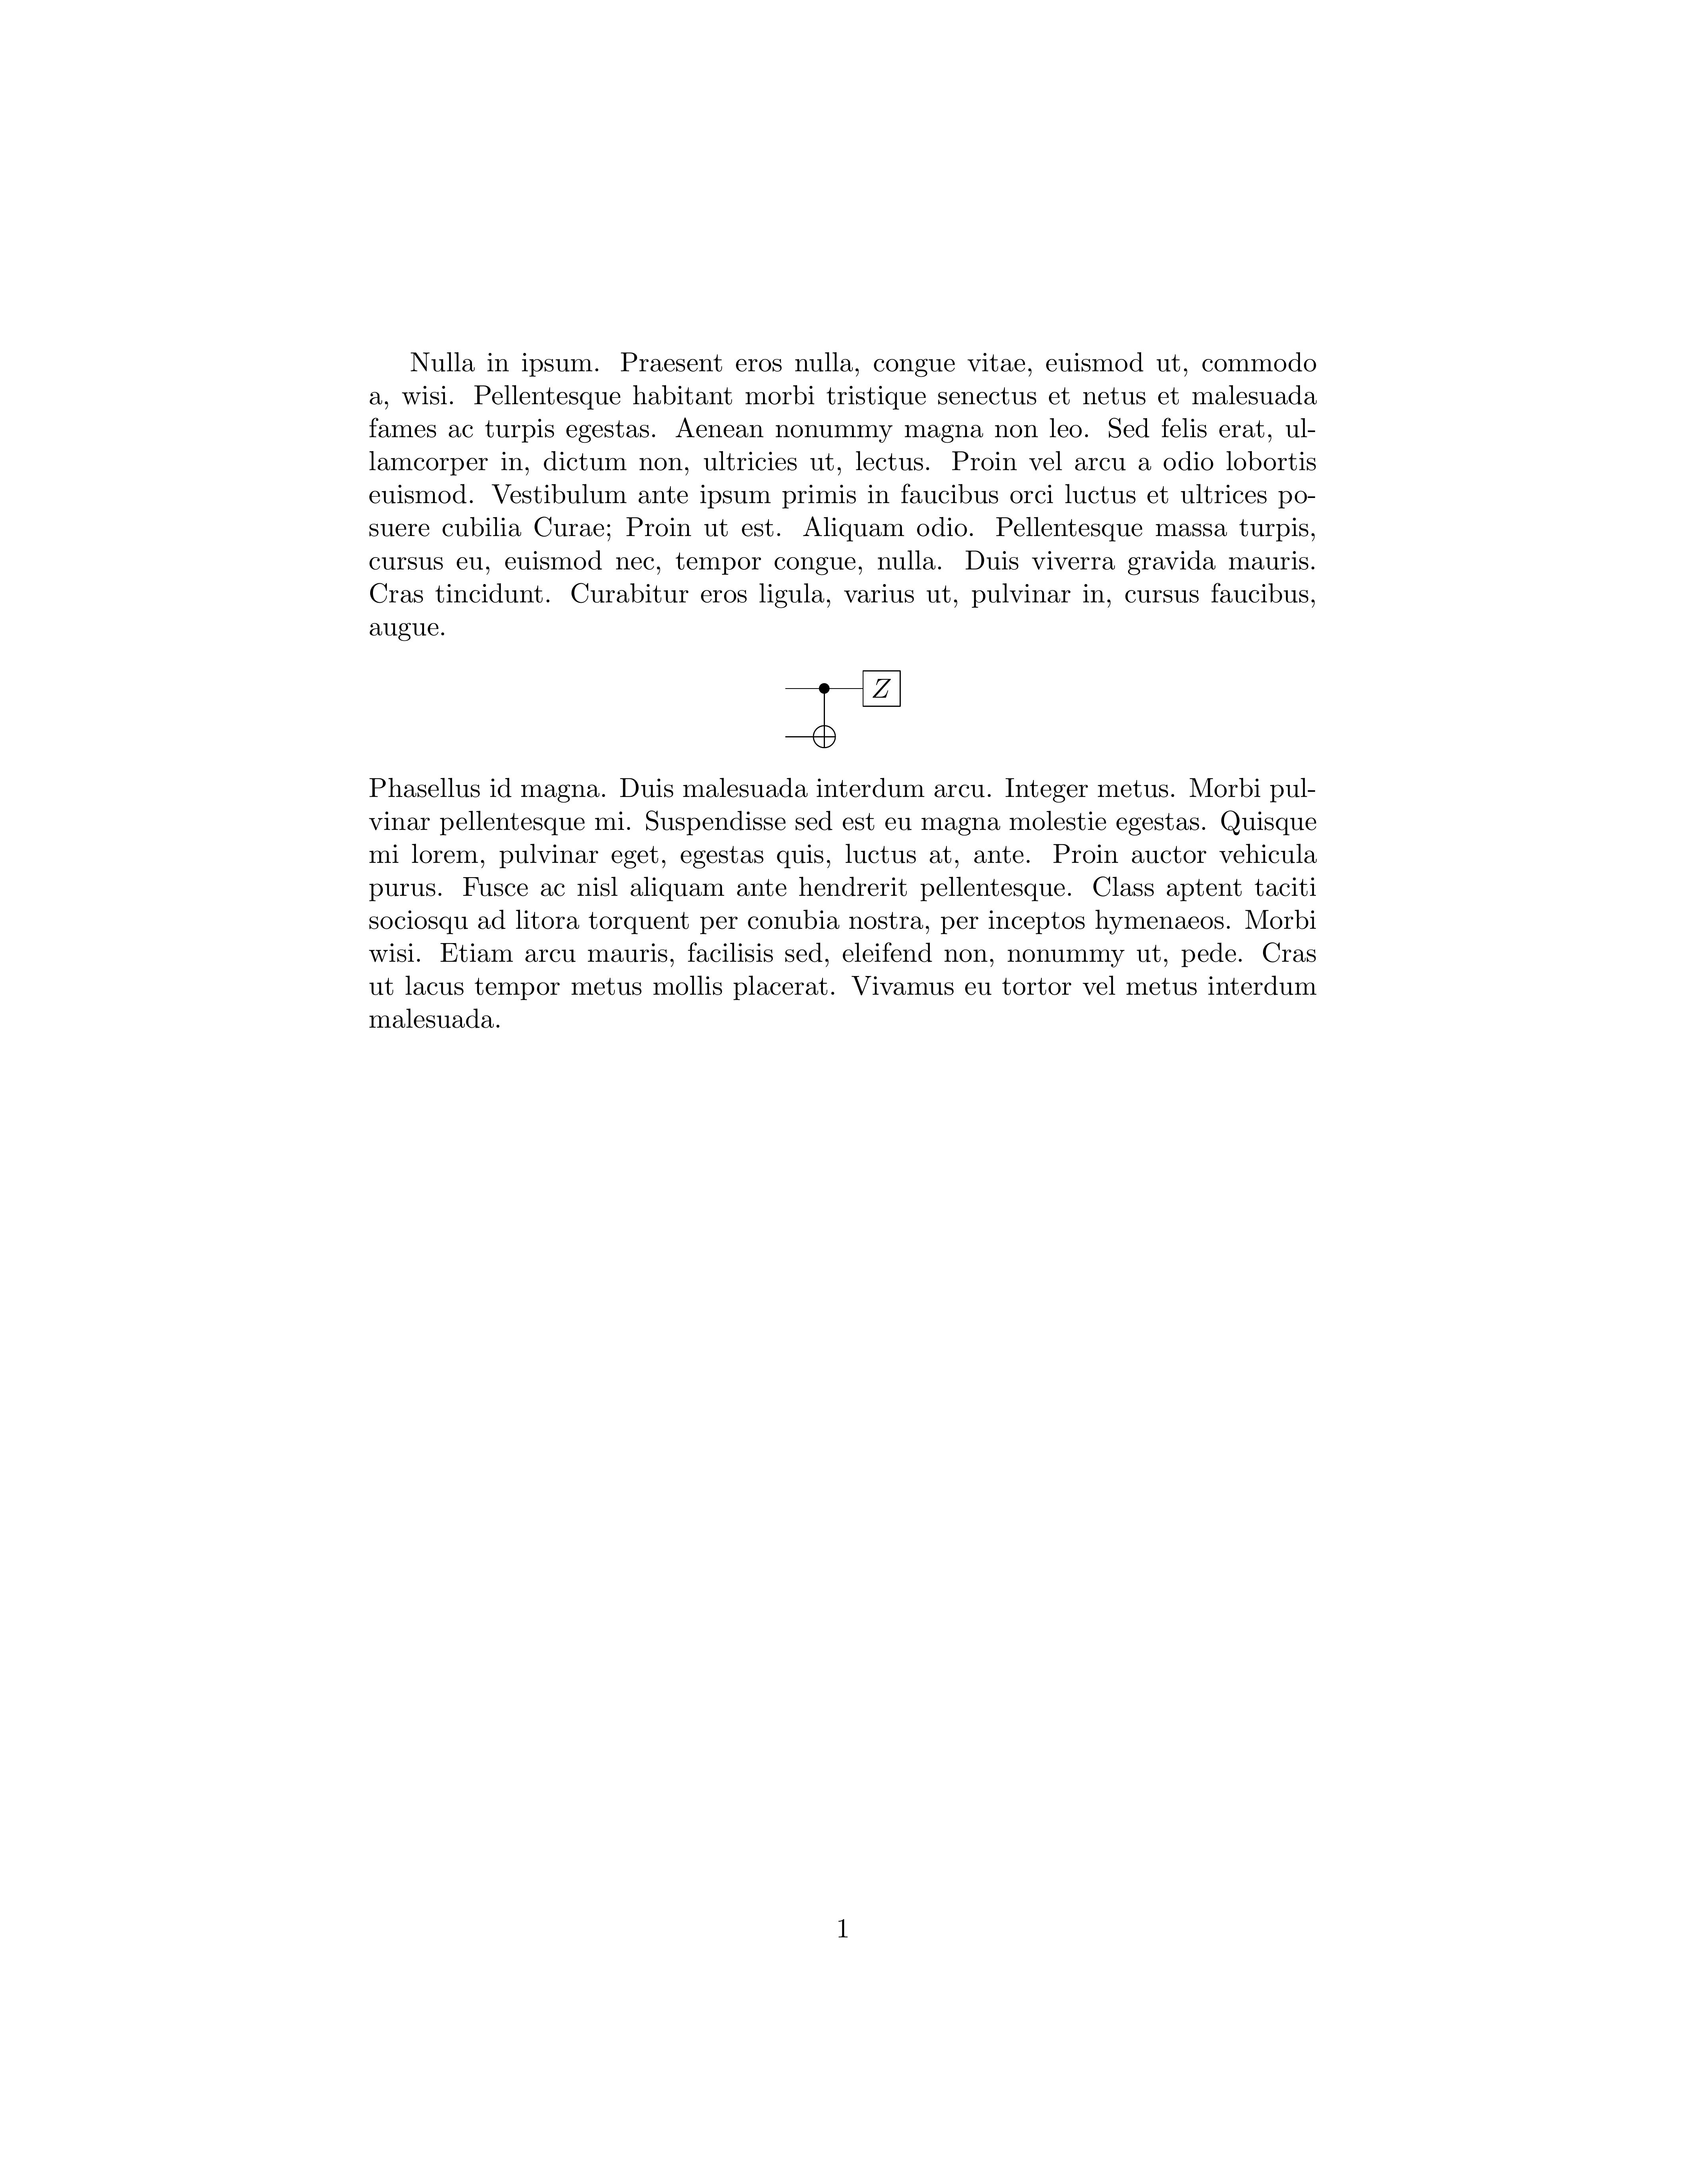 Nulla in ipsum. Praesent eros nulla, congue vitae, euismod ut, commodo
a, wisi. Pellentesque habitant morbi tristique senectus et netus et malesuada
fames ac turpis egestas. Aenean nonummy magna non leo. Sed felis erat, ul-
lamcorper in, dictum non, ultricies ut, lectus. Proin vel arcu a odio lobortis
euismod. Vestibulum ante ipsum primis in faucibus orci luctus et ultrices po-
suere cubilia Curae; Proin ut est. Aliquam odio. Pellentesque massa turpis,
cursus eu, euismod nec, tempor congue, nulla. Duis viverra gravida mauris.
Cras tincidunt. Curabitur eros ligula, varius ut, pulvinar in, cursus faucibus,
augue.
Z
Phasellus id magna. Duis malesuada interdum arcu. Integer metus. Morbi pul-
vinar pellentesque mi. Suspendisse sed est eu magna molestie egestas. Quisque
mi lorem, pulvinar eget, egestas quis, luctus at, ante. Proin auctor vehicula
purus. Fusce ac nisl aliquam ante hendrerit pellentesque. Class aptent taciti
sociosqu ad litora torquent per conubia nostra, per inceptos hymenaeos. Morbi
wisi. Etiam arcu mauris, facilisis sed, eleifend non, nonummy ut, pede. Cras
ut lacus tempor metus mollis placerat. Vivamus eu tortor vel metus interdum
malesuada.
1